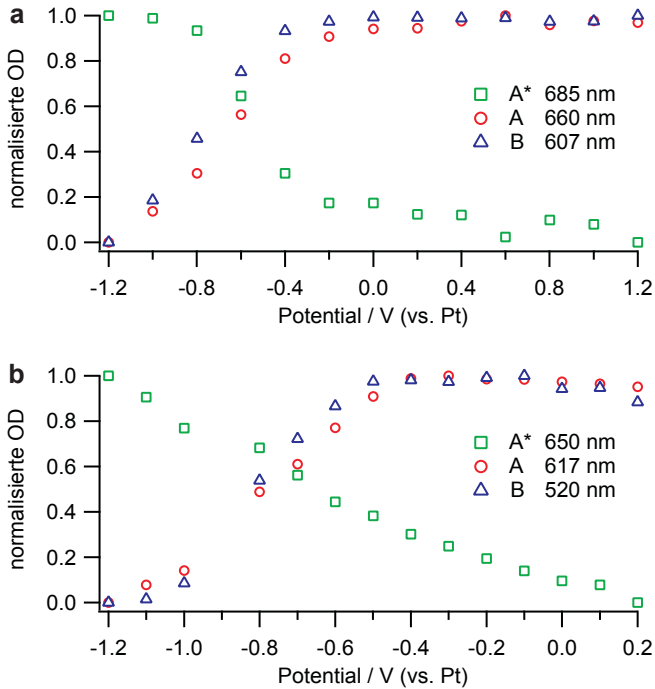 a
normalisierte OD
1.0
0.8
0.6
0.4
0.2
0.0
A* 685 nm
A 660 nm
B 607 nm
-1.2 -0.8 -0.4 0.0 0.4 0.8 1.2
Potential / V (vs. Pt)
b
normalisierte OD
1.0
0.8
0.6
0.4
0.2
0.0
A* 650 nm
A 617 nm
B 520 nm
-1.2 -1.0 -0.8 -0.6 -0.4 -0.2 0.0 0.2
Potential / V (vs. Pt)